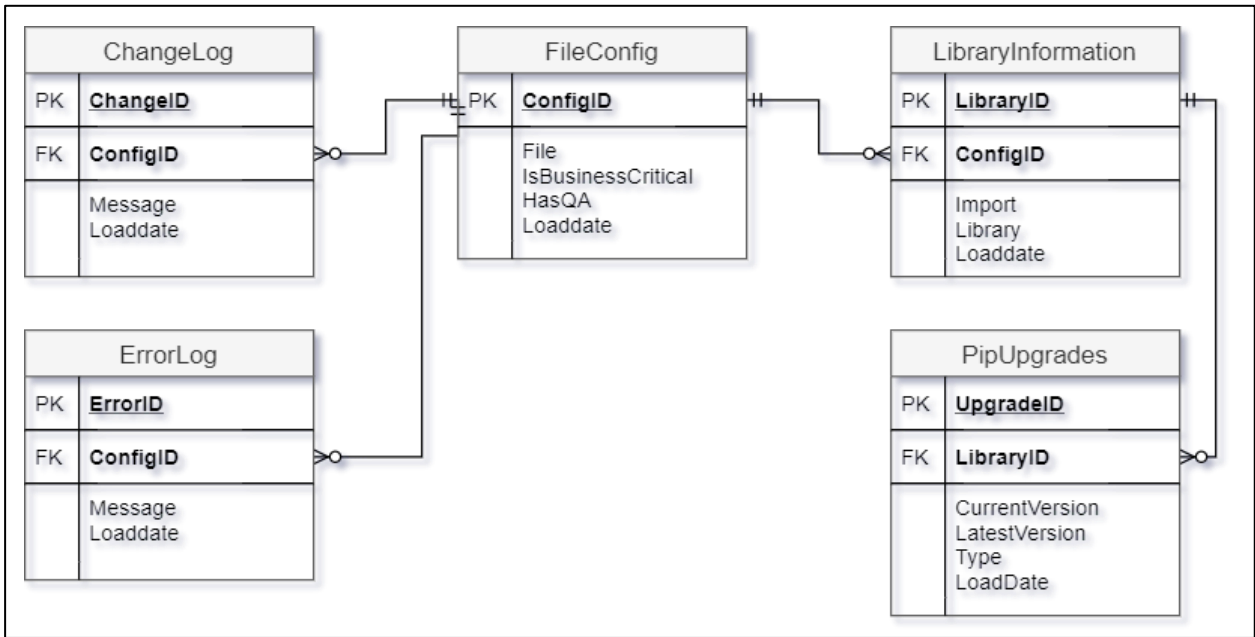 ChangeLog
PK ChangeID
FK ConfigID
Message
Loaddate
FileConfig
PK ConfigID
File
IsBusinessCritical
HasQA
Loaddate
LibraryInformation
PK LibraryID
FK ConfigID
Import
Library
Loaddate
ErrorLog
PK ErrorID
FK ConfigID
Message
Loaddate
PipUpgrades
PK UpgradeID
FK LibraryID
CurrentVersion
LatestVersion
Type
LoadDate